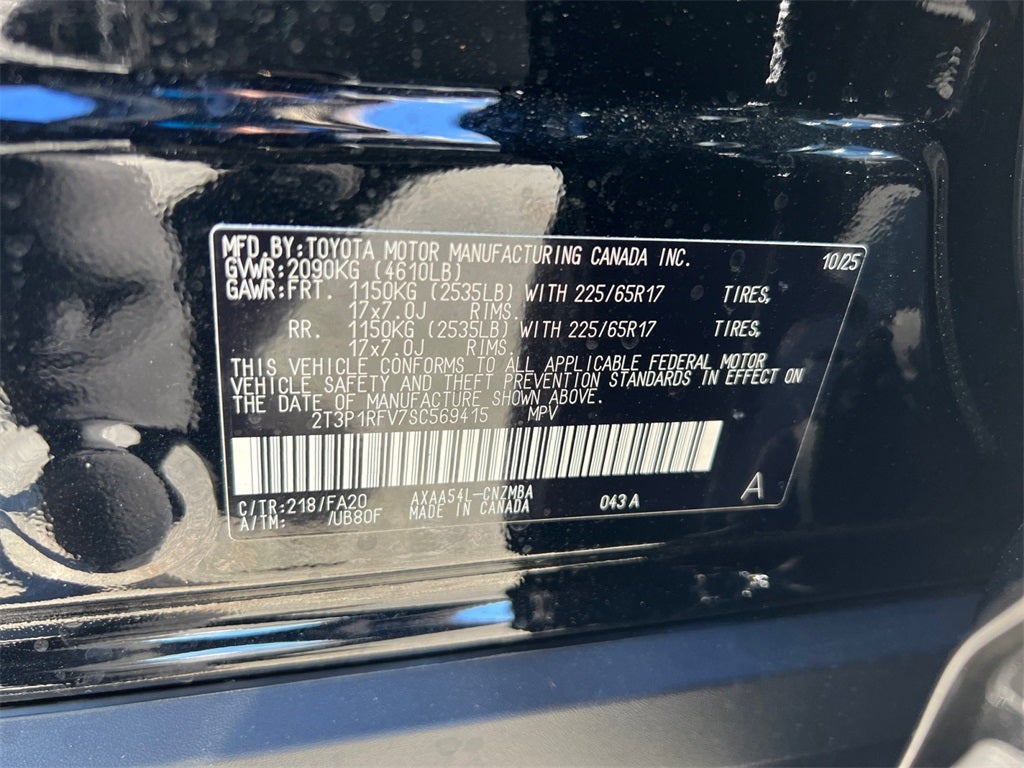 MFD.BY:TOYOTA MOTOR MANUFACTURING CANADA INC. 10/25
GVWR:2090KG (4610LB)
GAWR:FRT. 1150KG (2535LB) WITH 225/65R17 TIRES,
17x7.0J RIMS.
RR. 1150KG (2535LB) WITH 225/65R17 TIRES,
17x7.0J RIMS.
THIS VEHICLE CONFORMS TO ALL APPLICABLE FEDERAL MOTOR
VEHICLE SAFETY AND THEFT PREVENTION STANDARDS IN EFFECT ON
THE DATE OF MANUFACTURE SHOWN ABOVE.
2T3P1RFV7SC569415 MPV
C/TR:218/FA20 AXAA54L-CNZMBA 043A A
A/TM: /UB80F MADE IN CANADA